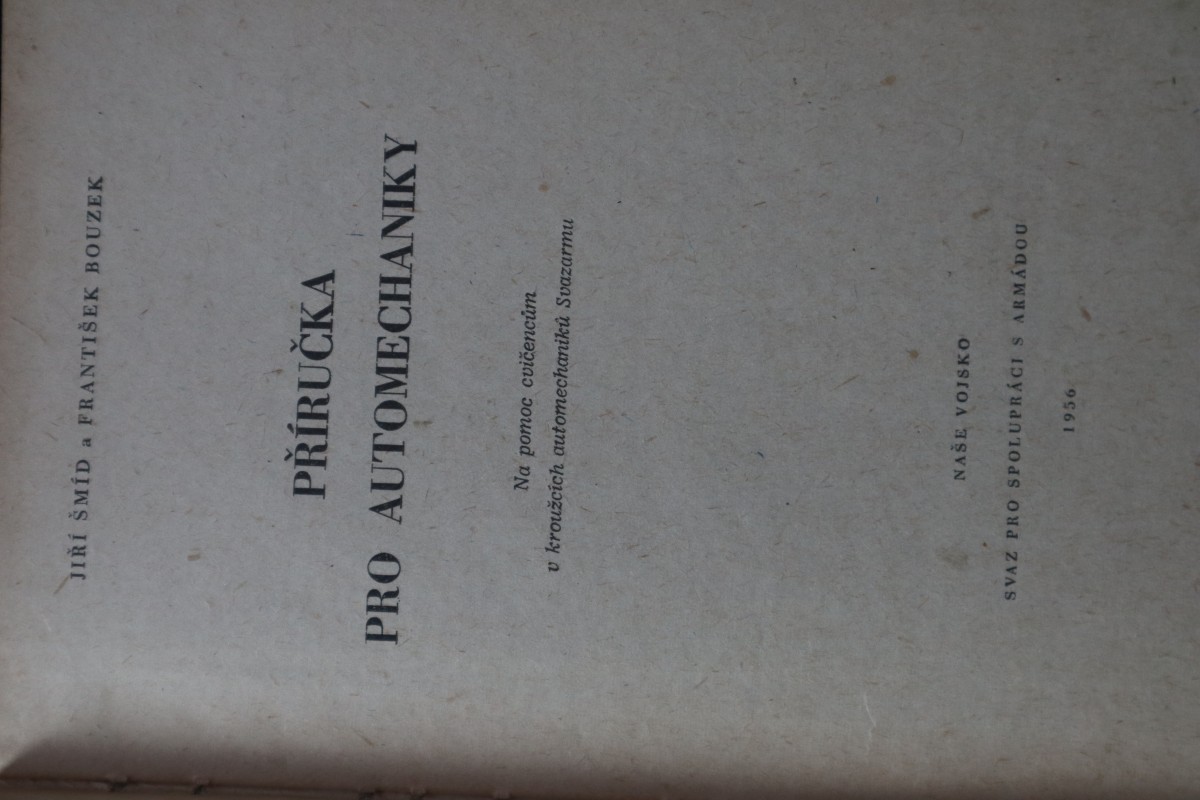 JIŘÍ ŠMÍD a FRANTIŠEK BOUZEK
PŘÍRUČKA
PRO AUTOMECHANIKY
Na pomoc cvičencům
v kroužcích automechaniků Svazarmu
NAŠE VOJSKO
SVAZ PRO SPOLUPRÁCI S ARMÁDOU
1956